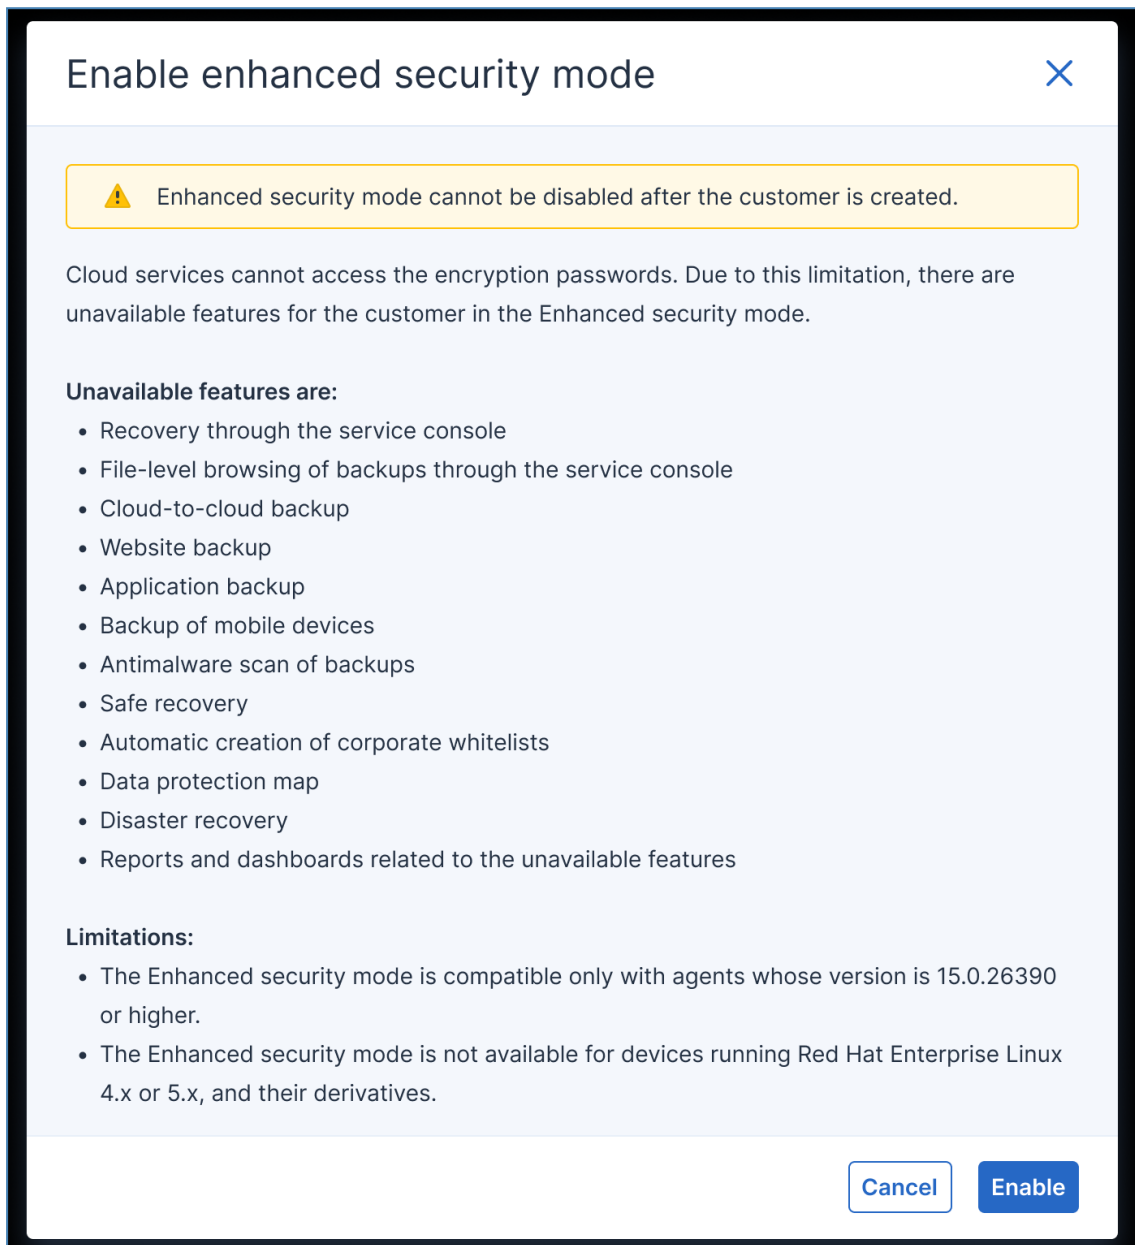 Enable enhanced security mode
Enhanced security mode cannot be disabled after the customer is created.
Cloud services cannot access the encryption passwords. Due to this limitation, there are
unavailable features for the customer in the Enhanced security mode.
Unavailable features are:
• Recovery through the service console
• File-level browsing of backups through the service console
• Cloud-to-cloud backup
• Website backup
• Application backup
• Backup of mobile devices
• Antimalware scan of backups
• Safe recovery
• Automatic creation of corporate whitelists
• Data protection map
• Disaster recovery
• Reports and dashboards related to the unavailable features
Limitations:
• The Enhanced security mode is compatible only with agents whose version is 15.0.26390
or higher.
• The Enhanced security mode is not available for devices running Red Hat Enterprise Linux
4.x or 5.x, and their derivatives.
Cancel
Enable